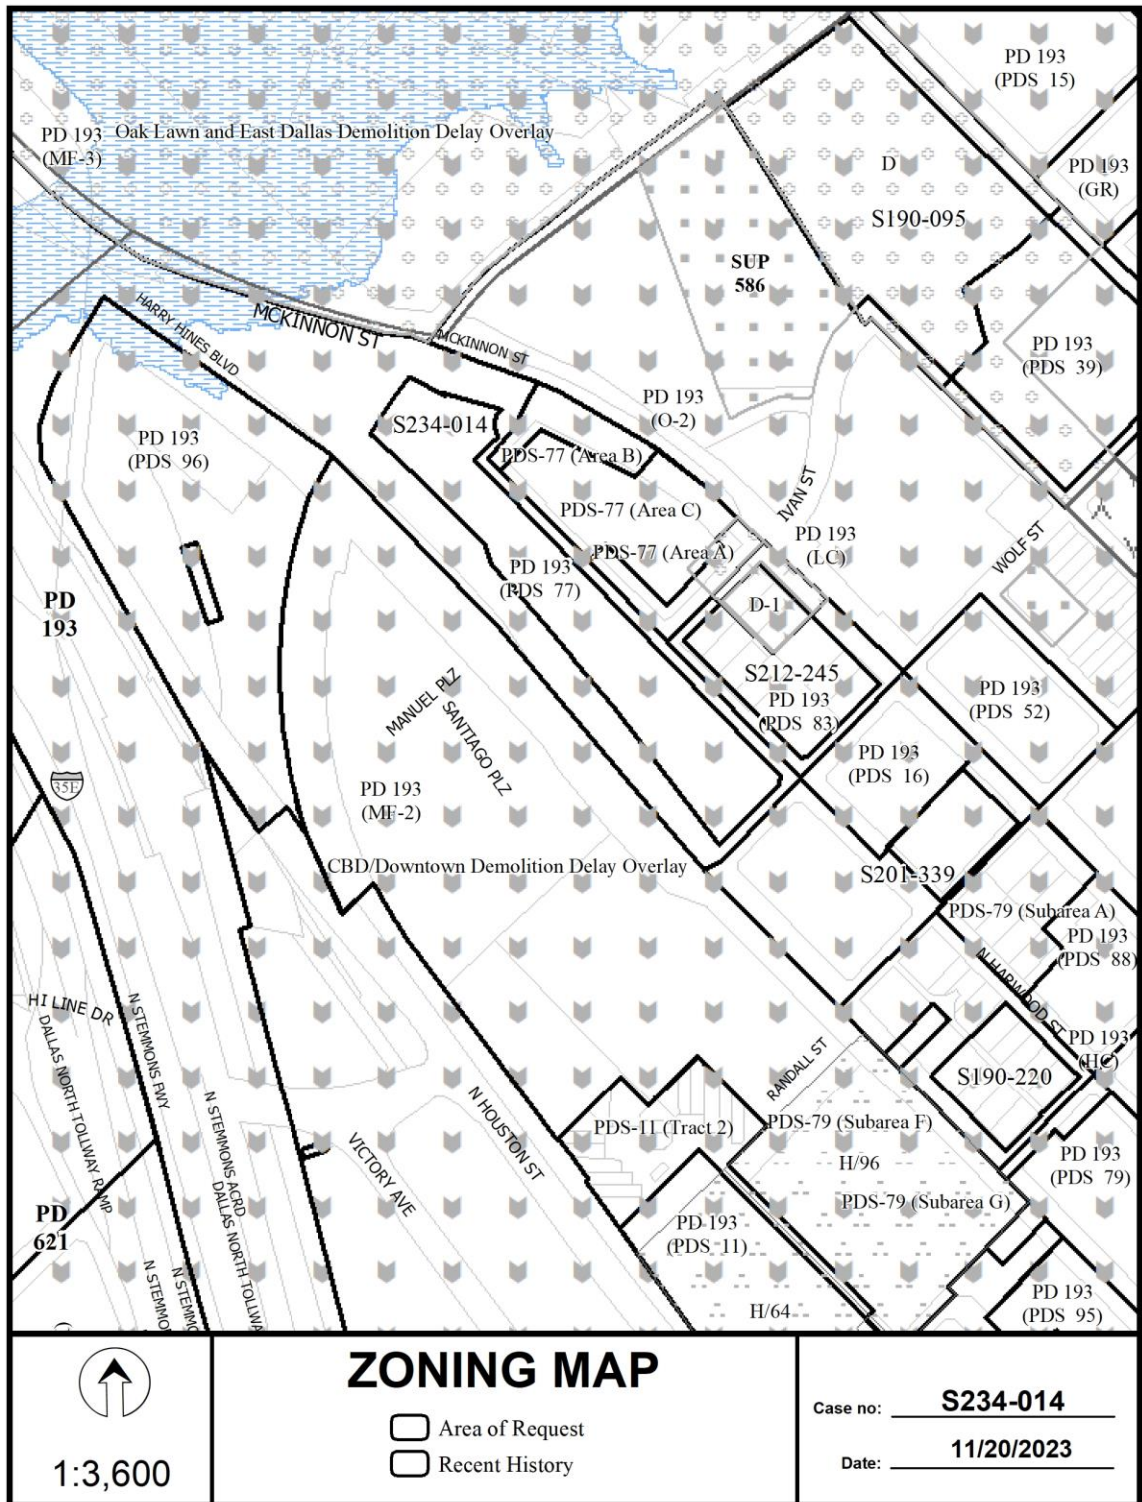 PD 193
(PDS 15)
PD 193
(MF-3)
Oak Lawn and East Dallas Demolition Delay Overlay
D
PD 193
(GR)
S190-095
SUP
586
HARRY HINES BLVD
MCKINNON ST
MCKINNON ST
PD 193
(PDS 39)
PD 193
(O-2)
S234-014
PD 193
(PDS 96)
PDS-77 (Area B)
IVAN ST
PDS-77 (Area C)
PD 193
(LC)
WOLF ST
PDS-77 (Area A)
PD 193
(PDS 77)
PD
193
D-1
S212-245
PD 193
(PDS 83)
PD 193
(PDS 52)
MANUEL PLZ
SANTIAGO PLZ
PD 193
(PDS 16)
35E
PD 193
(MF-2)
CBD/Downtown Demolition Delay Overlay
S201-339
PDS-79 (Subarea A)
PD 193
(PDS 88)
N HARWOOD ST
HI LINE DR
N STEMMONS FWY
DALLAS NORTH TOLLWAY RAMP
PD 193
(HC)
S190-220
RANDALL ST
N HOUSTON ST
N STEMMONS ACRD
DALLAS NORTH TOLLWA
VICTORY AVE
PDS-11 (Tract 2)
PDS-79 (Subarea F)
H/96
PD 193
(PDS 79)
PDS-79 (Subarea G)
PD
621
PD 193
(PDS 11)
N STEMMO
N STEMMO
H/64
PD 193
(PDS 95)
1:3,600
ZONING MAP
Area of Request
Recent History
Case no: S234-014
Date: 11/20/2023